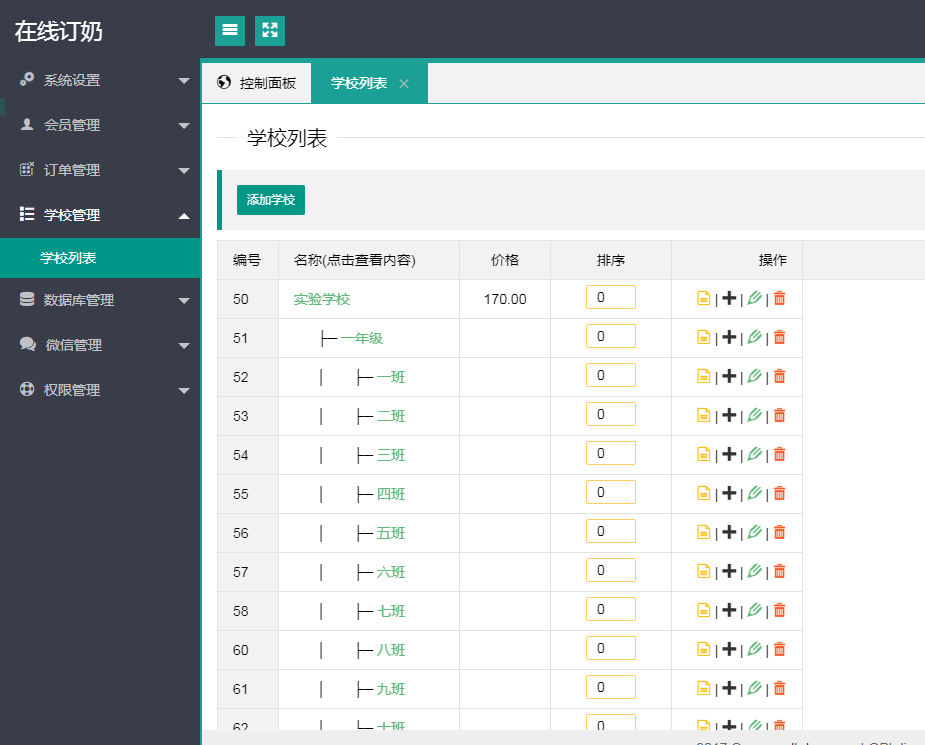 在线订奶
系统设置
会员管理
订单管理
学校管理
学校列表
数据库管理
微信管理
权限管理
控制面板 学校列表
学校列表
添加学校
编号 名称(点击查看内容) 价格 排序 操作
50 实验学校 170.00 0 | | |
51 ├─ 一年级 0 | | |
52 │ ├─ 一班 0 | | |
53 │ ├─ 二班 0 | | |
54 │ ├─ 三班 0 | | |
55 │ ├─ 四班 0 | | |
56 │ ├─ 五班 0 | | |
57 │ ├─ 六班 0 | | |
58 │ ├─ 七班 0 | | |
60 │ ├─ 八班 0 | | |
61 │ ├─ 九班 0 | | |
62 │ ├─ 十班 0 | | |